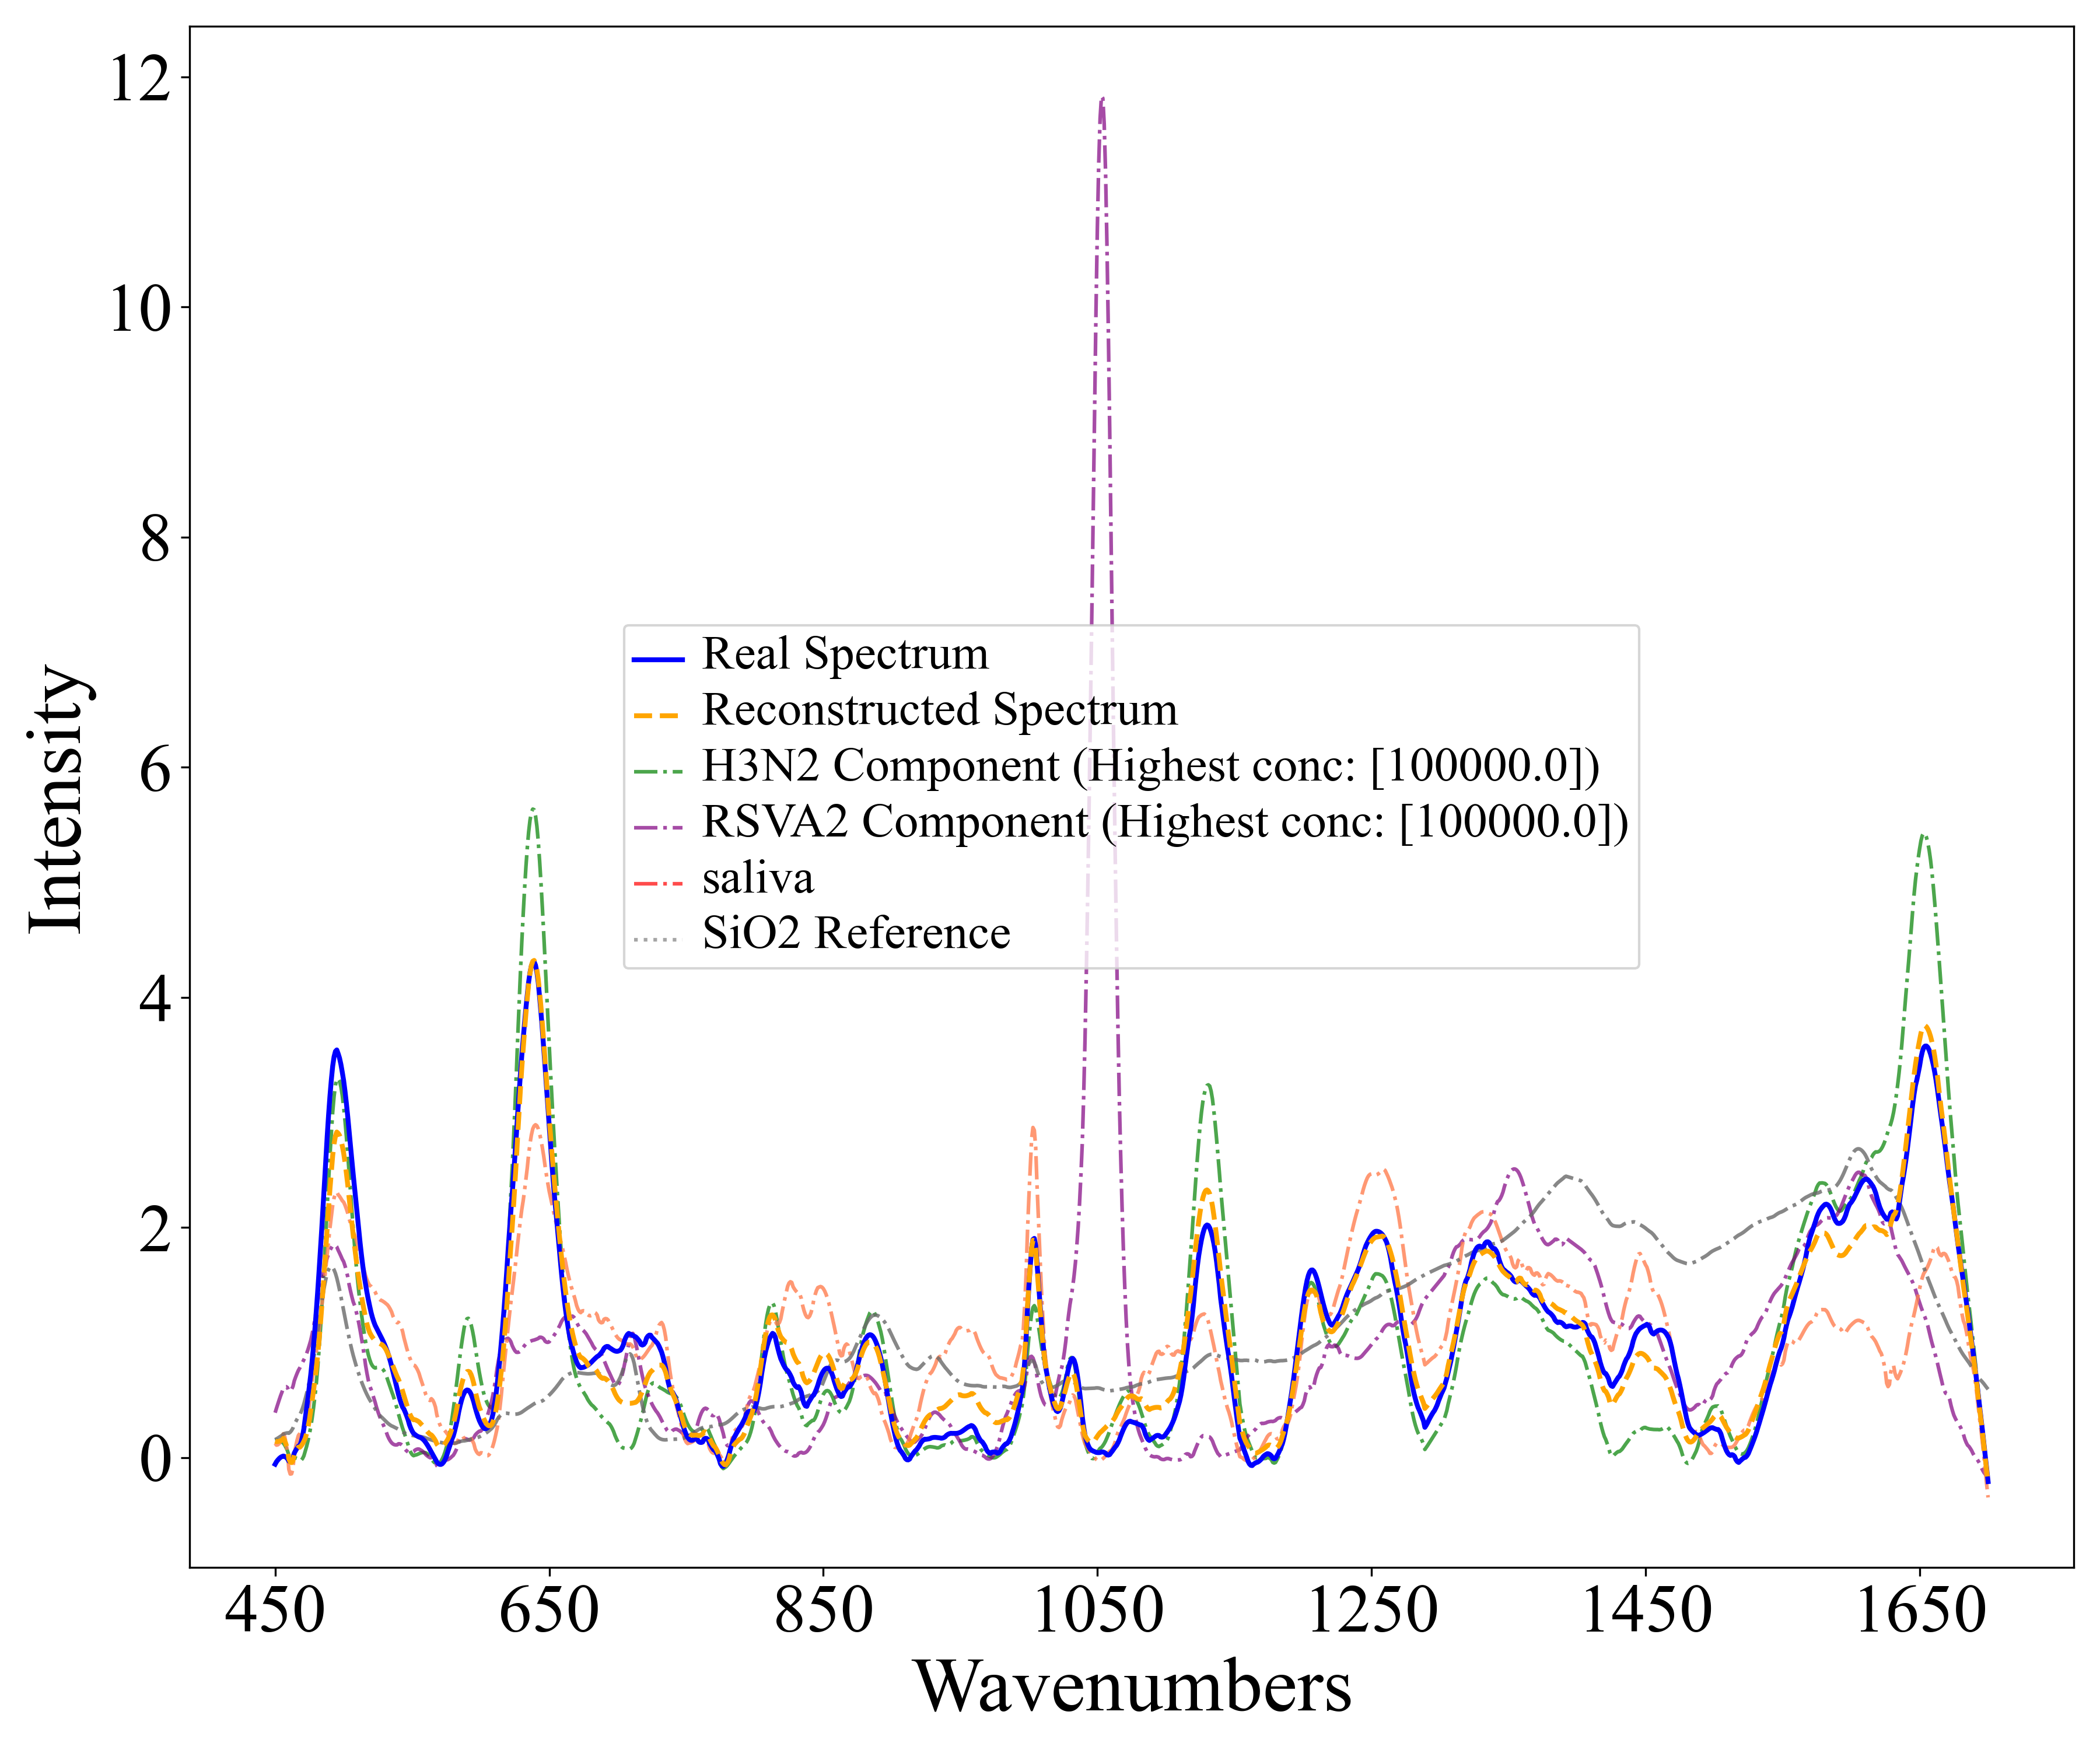 12
10
8
6
4
2
0
Intensity
Real Spectrum
Reconstructed Spectrum
H3N2 Component (Highest conc: [100000.0])
RSVA2 Component (Highest conc: [100000.0])
saliva
SiO2 Reference
450 650 850 1050 1250 1450 1650
Wavenumbers